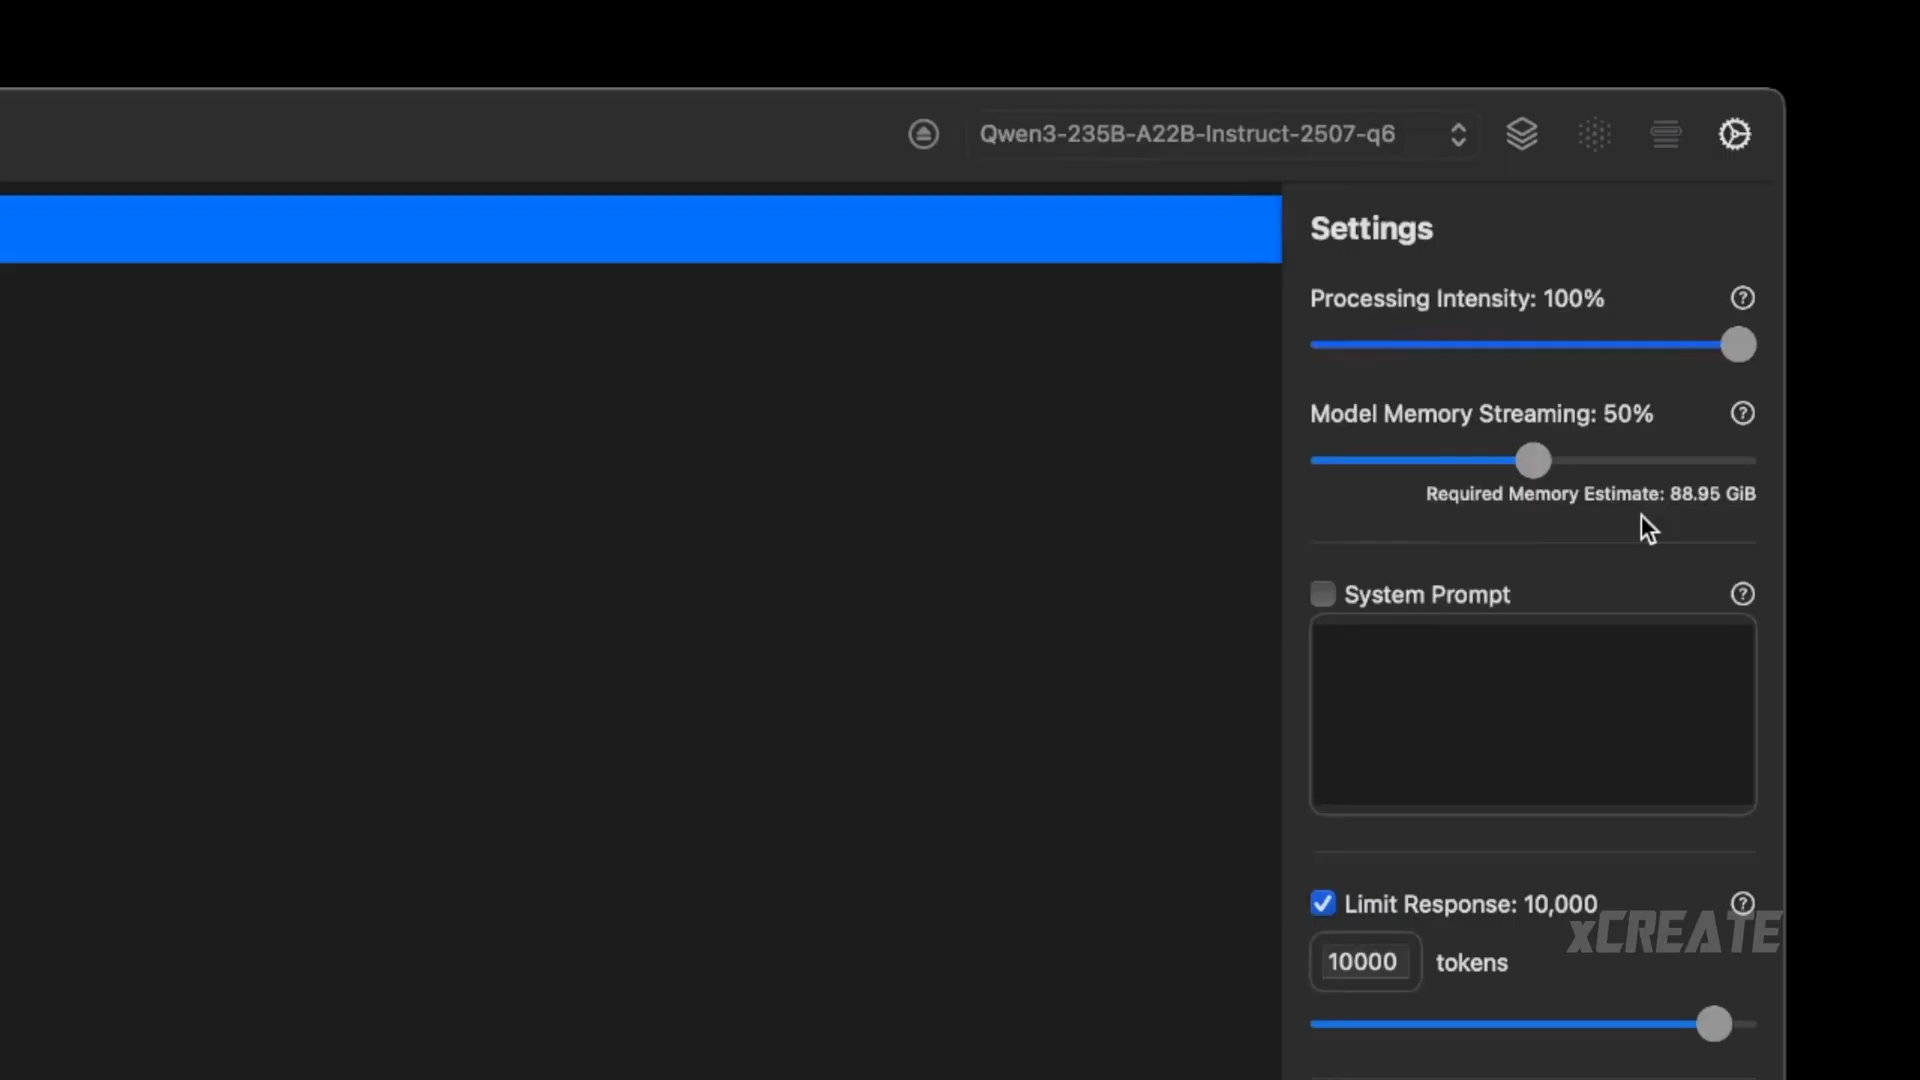 Qwen3-235B-A22B-Instruct-2507-q6
Settings
Processing Intensity: 100%
Model Memory Streaming: 50%
Required Memory Estimate: 88.95 GiB
System Prompt
Limit Response: 10,000
xCREATE
10000 tokens